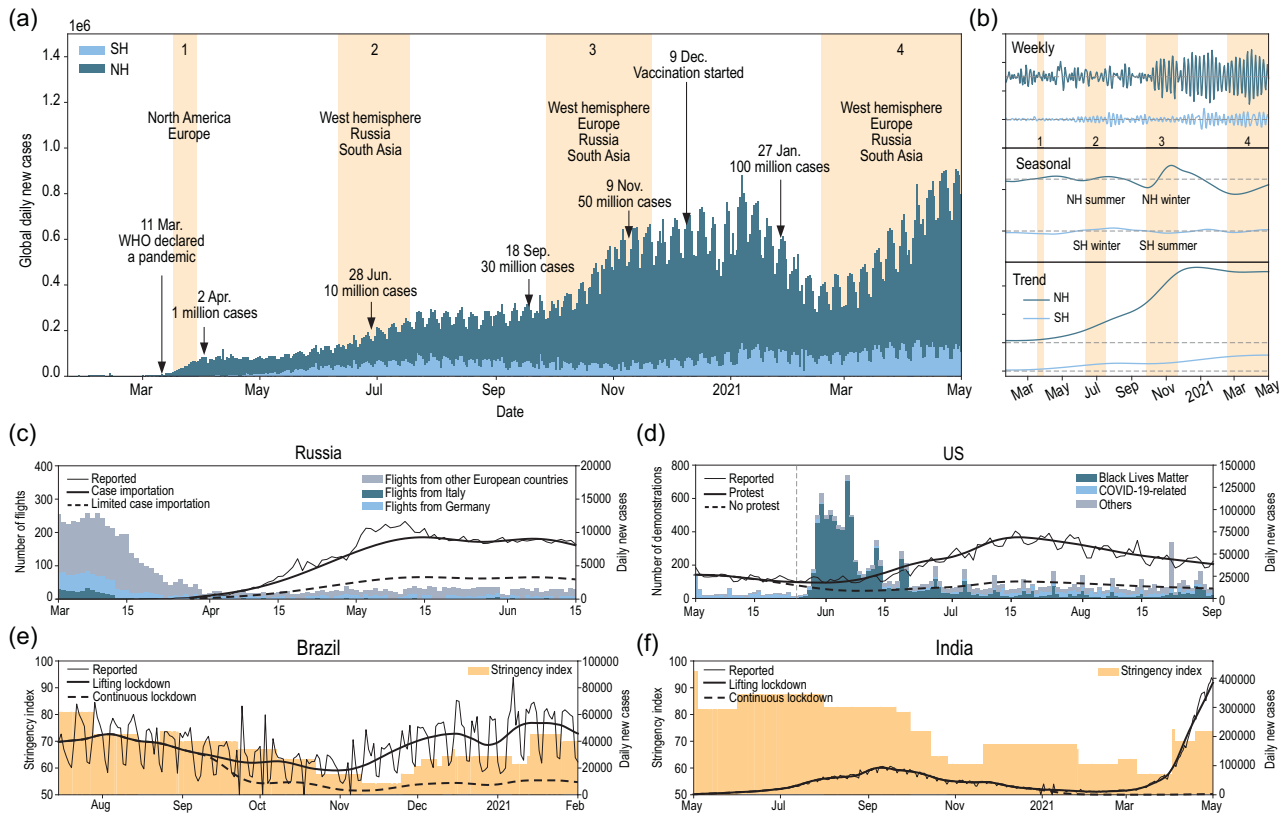 (a)
1e6
1.5
1.2
0.9
0.6
0.3
0.0
Global daily new cases
SH
NH
1
2
3
4
North America
Europe
West hemisphere
Russia
South Asia
West hemisphere
Europe
Russia
South Asia
West hemisphere
Europe
Russia
South Asia
11 Mar.
WHO declared
a pandemic
2 Apr.
1 million cases
28 Jun.
10 million cases
18 Sep.
30 million cases
9 Nov.
50 million cases
9 Dec.
Vaccination started
27 Jan.
100 million cases
Mar
May
Jul
Sep
Nov
2021
Mar
May
Date
(b)
Weekly
1
2
3
4
Seasonal
NH summer
NH winter
SH winter
SH summer
Trend
NH
SH
Mar
May
Jul
Sep
Nov
2021
Mar
May
(c)
Russia
400
300
200
100
0
Number of flights
Reported
Case importation
Limited case importation
Flights from other European countries
Flights from Italy
Flights from Germany
20000
15000
10000
5000
0
Daily new cases
Mar
15
Apr
15
May
15
Jun
15
(d)
US
800
600
400
200
0
Number of demonstrations
Reported
Protest
No protest
Black Lives Matter
COVID-19-related
Others
150000
125000
100000
75000
50000
25000
0
Daily new cases
May
15
Jun
15
Jul
15
Aug
15
Sep
(e)
Brazil
100
90
80
70
60
50
Stringency index
Reported
Lifting lockdown
Continuous lockdown
Stringency index
100000
80000
60000
40000
20000
0
Daily new cases
Aug
Sep
Oct
Nov
Dec
2021
Feb
(f)
India
100
90
80
70
60
50
Stringency index
Reported
Lifting lockdown
Continuous lockdown
Stringency index
400000
300000
200000
100000
0
Daily new cases
May
Jul
Sep
Nov
2021
Mar
May